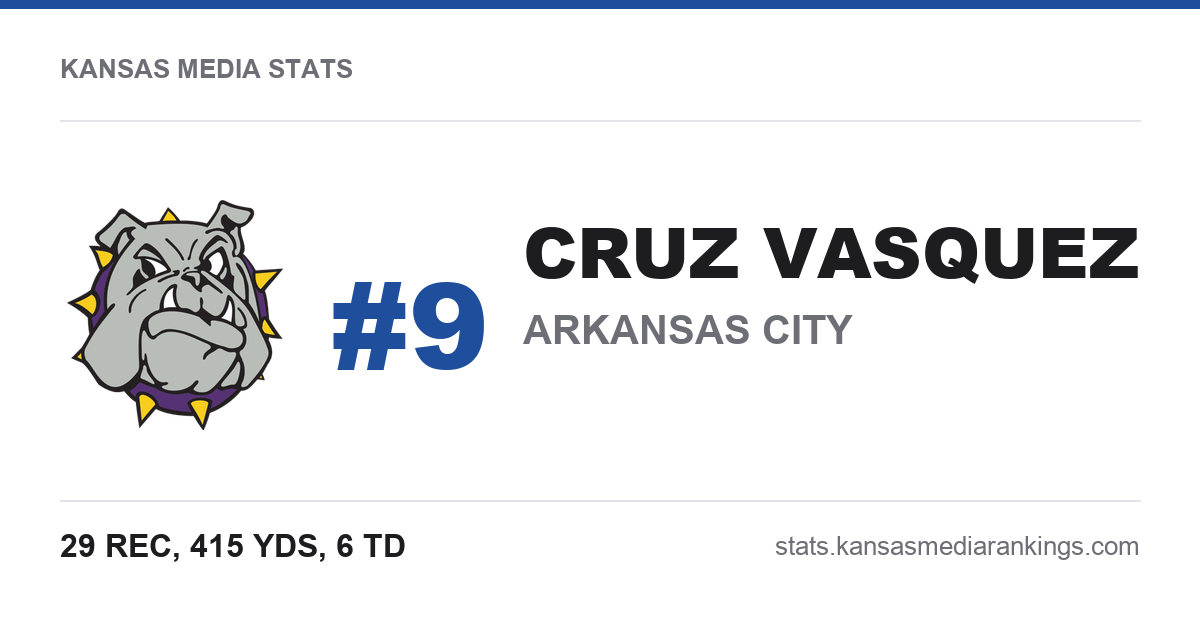 KANSAS MEDIA STATS
#9
CRUZ VASQUEZ
ARKANSAS CITY
29 REC, 415 YDS, 6 TD
stats.kansasmediarankings.com